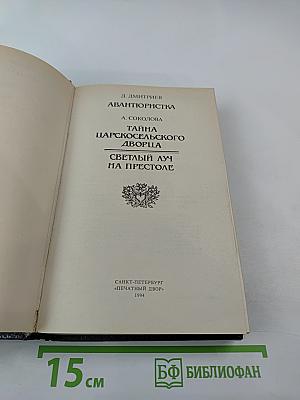 Д. ДМИТРИЕВ
АВАНТЮРИСТКА
А. СОКОЛОВА
ТАЙНА
ЦАРСКОСЕЛЬСКОГО
ДВОРЦА
СВЕТЛЫЙ ЛУЧ
НА ПРЕСТОЛЕ
САНКТ-ПЕТЕРБУРГ
«ПЕЧАТНЫЙ ДВОР»
1994
15 см
БФ БИБЛИОФАН